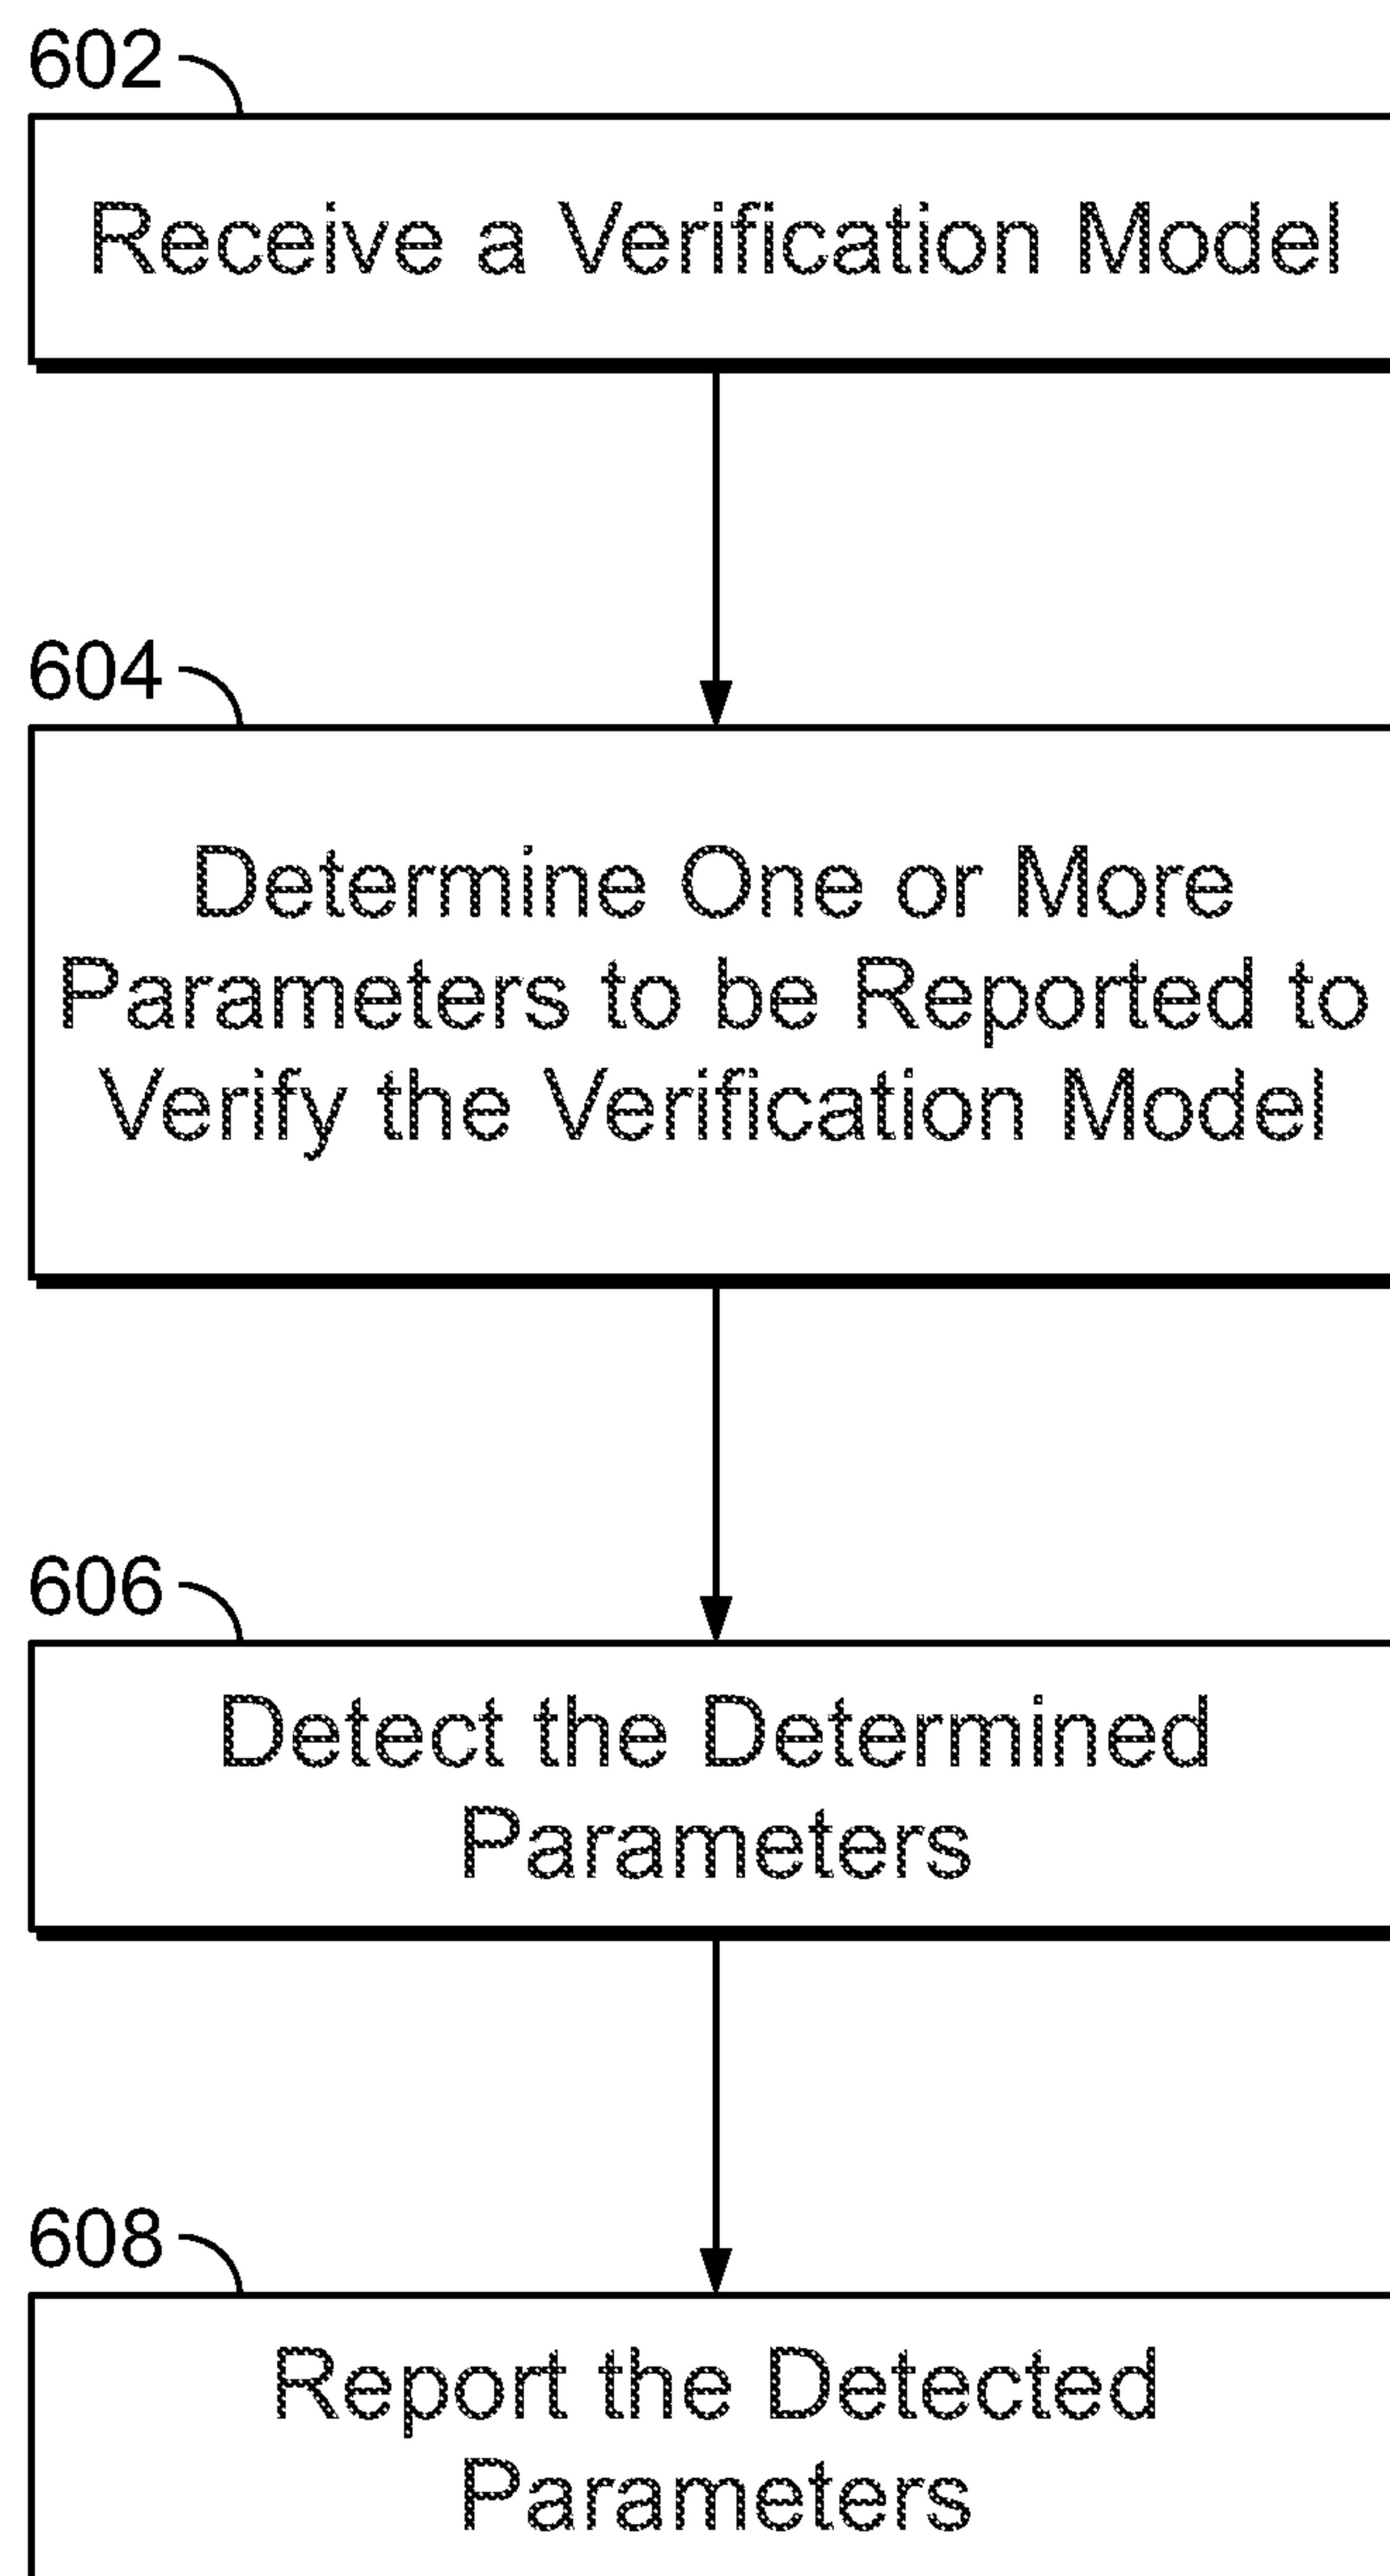 602
Receive a Verification Model
604
Determine One or More
Parameters to be Reported to
Verify the Verification Model
606
Detect the Determined
Parameters
608
Report the Detected
Parameters